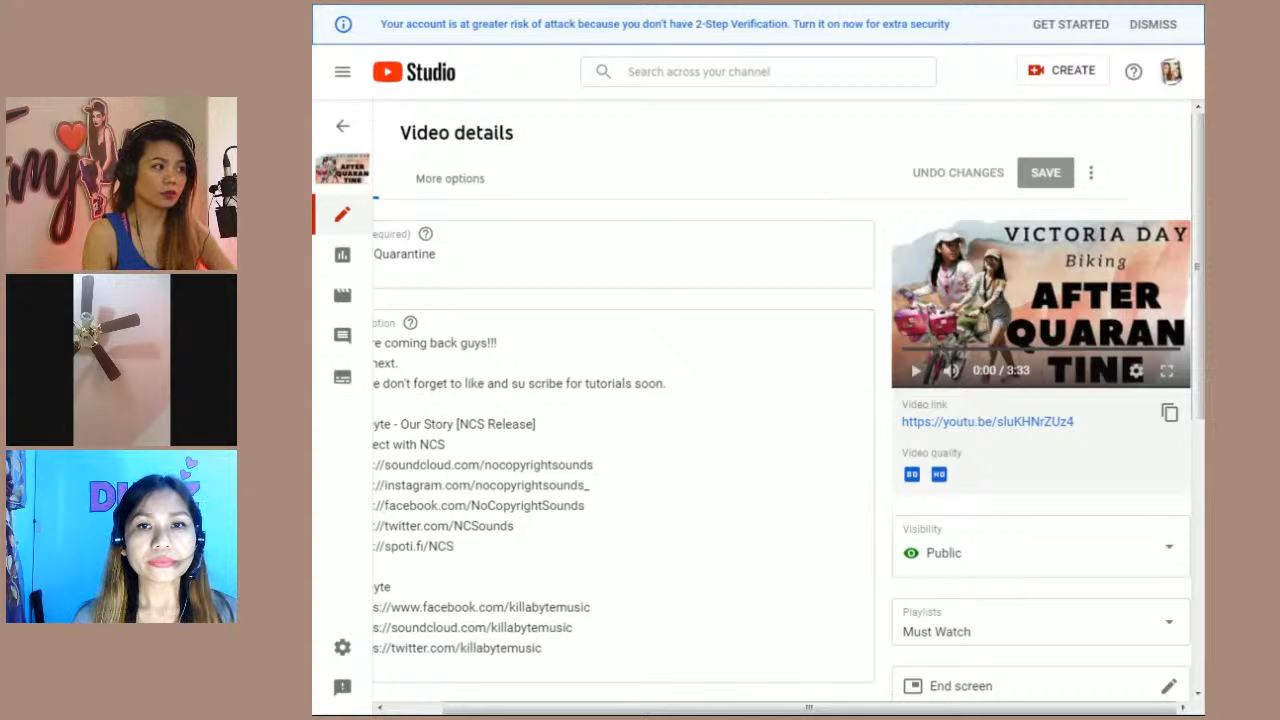 Your account is at greater risk of attack because you don't have 2-Step Verification. Turn it on now for extra security
GET STARTED
DISMISS
Studio
Search across your channel
CREATE
Video details
More options
UNDO CHANGES
SAVE
equired)
Quarantine
VICTORIA DAY
Biking
AFTER
QUARAN
TINE
0:00 / 3:33
ption
re coming back guys!!!
next.
e don't forget to like and su scribe for tutorials soon.
yte - Our Story [NCS Release]
ect with NCS
://soundcloud.com/nocopyrightsounds
://instagram.com/nocopyrightsounds_
://facebook.com/NoCopyrightSounds
://twitter.com/NCSounds
://spoti.fi/NCS
yte
s://www.facebook.com/killabytemusic
s://soundcloud.com/killabytemusic
s://twitter.com/killabytemusic
Video link
https://youtu.be/sluKHNrZUz4
Video quality
SD HD
Visibility
Public
Playlists
Must Watch
End screen